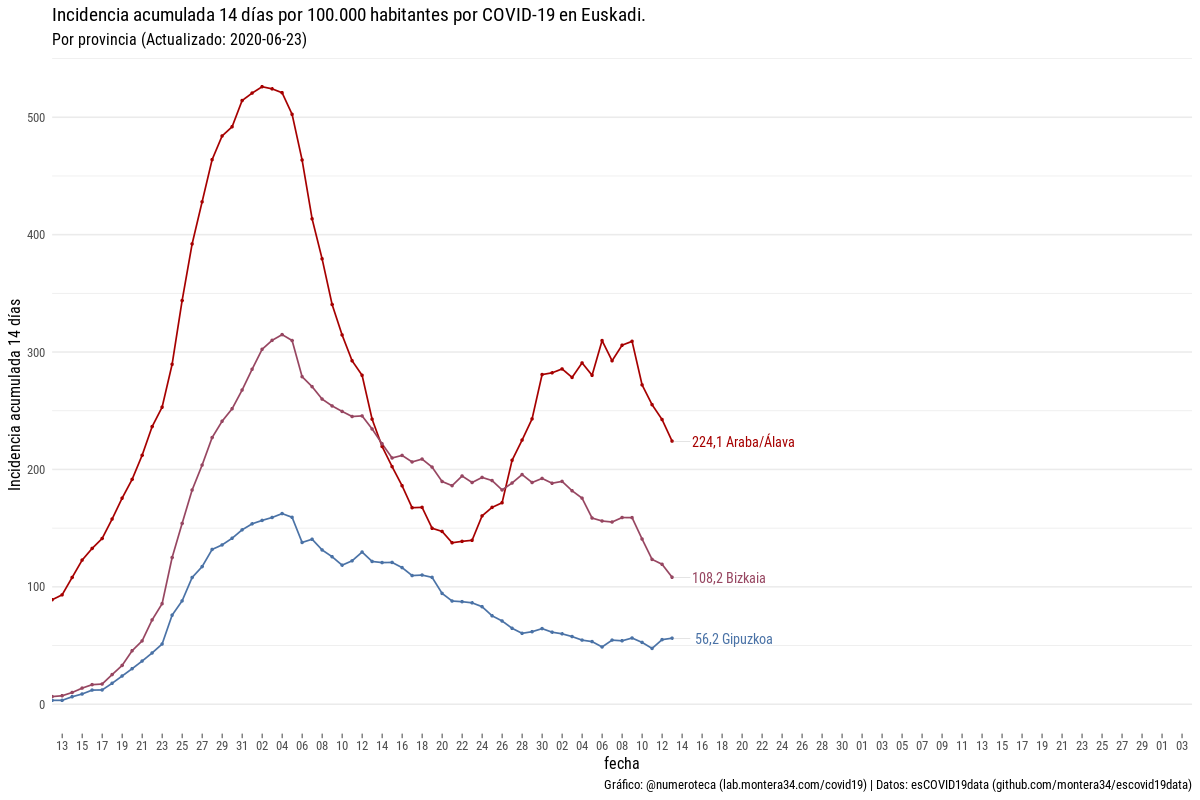 Incidencia acumulada 14 días por 100.000 habitantes por COVID-19 en Euskadi.
Por provincia (Actualizado: 2020-06-23)
Incidencia acumulada 14 días
500
400
300
200
100
0
224,1 Araba/Álava
108,2 Bizkaia
56,2 Gipuzkoa
13 15 17 19 21 23 25 27 29 31 02 04 06 08 10 12 14 16 18 20 22 24 26 28 30 02 04 06 08 10 12 14 16 18 20 22 24 26 28 30 01 03 05 07 09 11 13 15 17 19 21 23 25 27 29 01 03
fecha
Gráfico: @numeroteca (lab.montera34.com/covid19) | Datos: esCOVID19data (github.com/montera34/escovid19data)